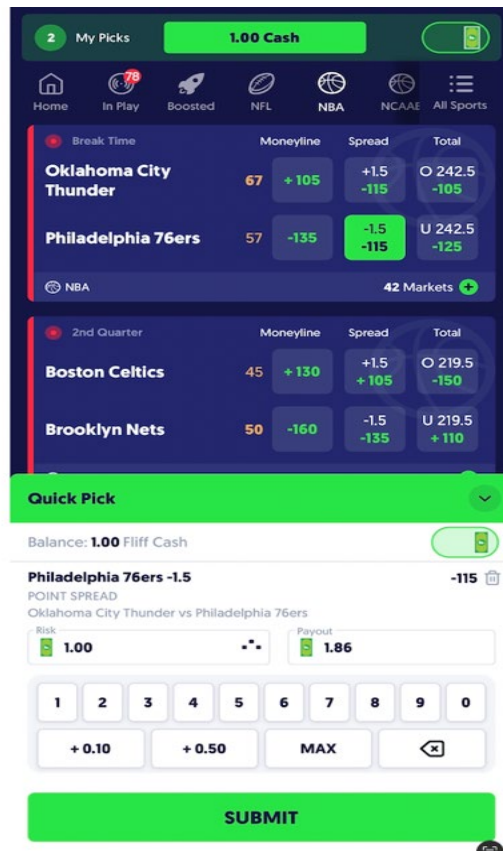 2 My Picks 1.00 Cash
78
Home In Play Boosted NFL NBA NCAAE All Sports
Break Time Moneyline Spread Total
Oklahoma City Thunder 67 +105 +1.5 -115 O 242.5 -105
Philadelphia 76ers 57 -135 -1.5 -115 U 242.5 -125
NBA 42 Markets +
2nd Quarter Moneyline Spread Total
Boston Celtics 45 +130 +1.5 +105 O 219.5 -150
Brooklyn Nets 50 -160 -1.5 -135 U 219.5 +110
Quick Pick
Balance: 1.00 Fliff Cash
Philadelphia 76ers -1.5 -115
POINT SPREAD
Oklahoma City Thunder vs Philadelphia 76ers
Risk Payout
1.00 1.86
1 2 3 4 5 6 7 8 9 0
+ 0.10 + 0.50 MAX
SUBMIT